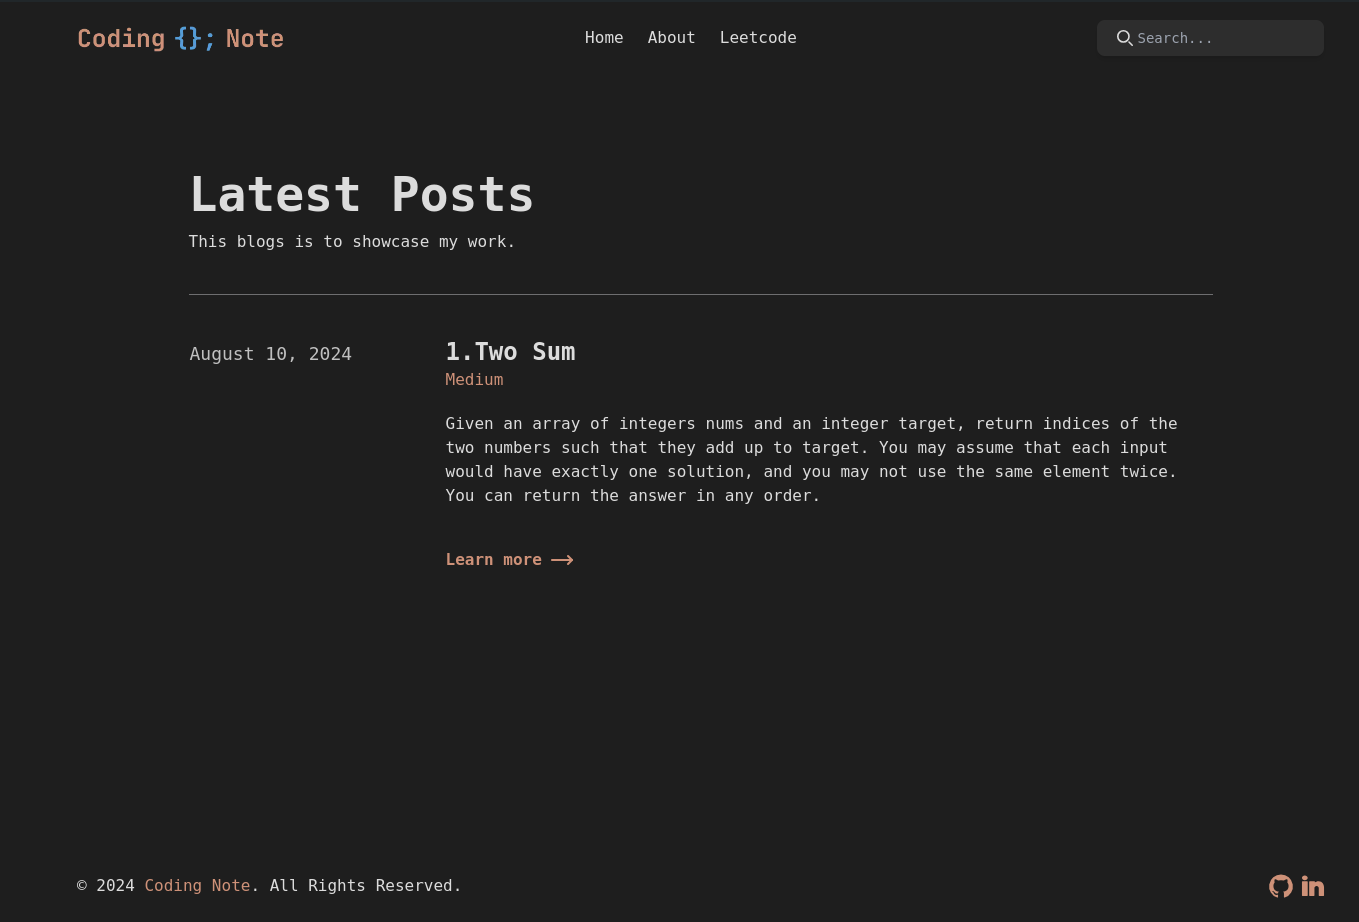 Coding {}; Note
Home About Leetcode
Search...
Latest Posts
This blogs is to showcase my work.
August 10, 2024
1.Two Sum
Medium
Given an array of integers nums and an integer target, return indices of the
two numbers such that they add up to target. You may assume that each input
would have exactly one solution, and you may not use the same element twice.
You can return the answer in any order.
Learn more
© 2024 Coding Note. All Rights Reserved.
in